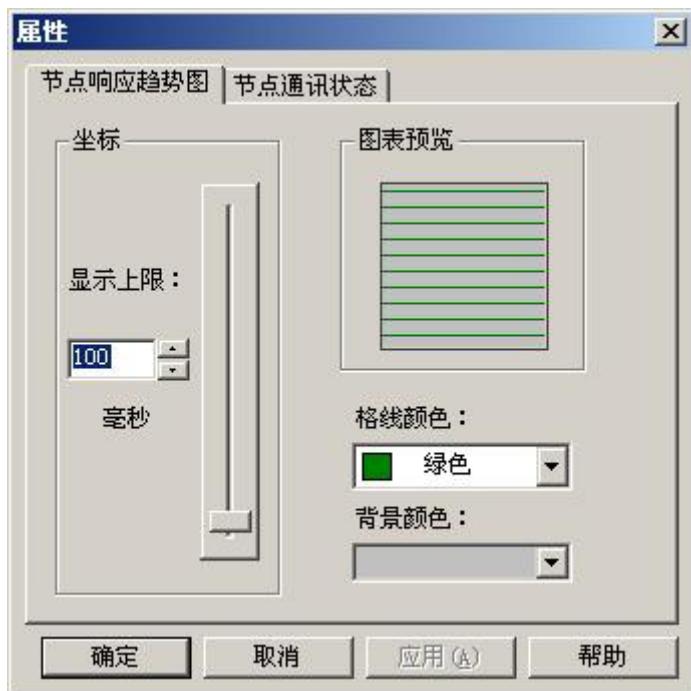 属性
节点响应趋势图 节点通讯状态
坐标
图表预览
显示上限：
100
毫秒
格线颜色：
绿色
背景颜色：
确定 取消 应用(A) 帮助